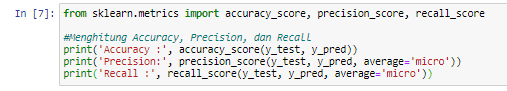 In [7]: from sklearn.metrics import accuracy_score, precision_score, recall_score
#Menghitung Accuracy, Precision, dan Recall
print('Accuracy :', accuracy_score(y_test, y_pred))
print('Precision:', precision_score(y_test, y_pred, average='micro'))
print('Recall :', recall_score(y_test, y_pred, average='micro'))